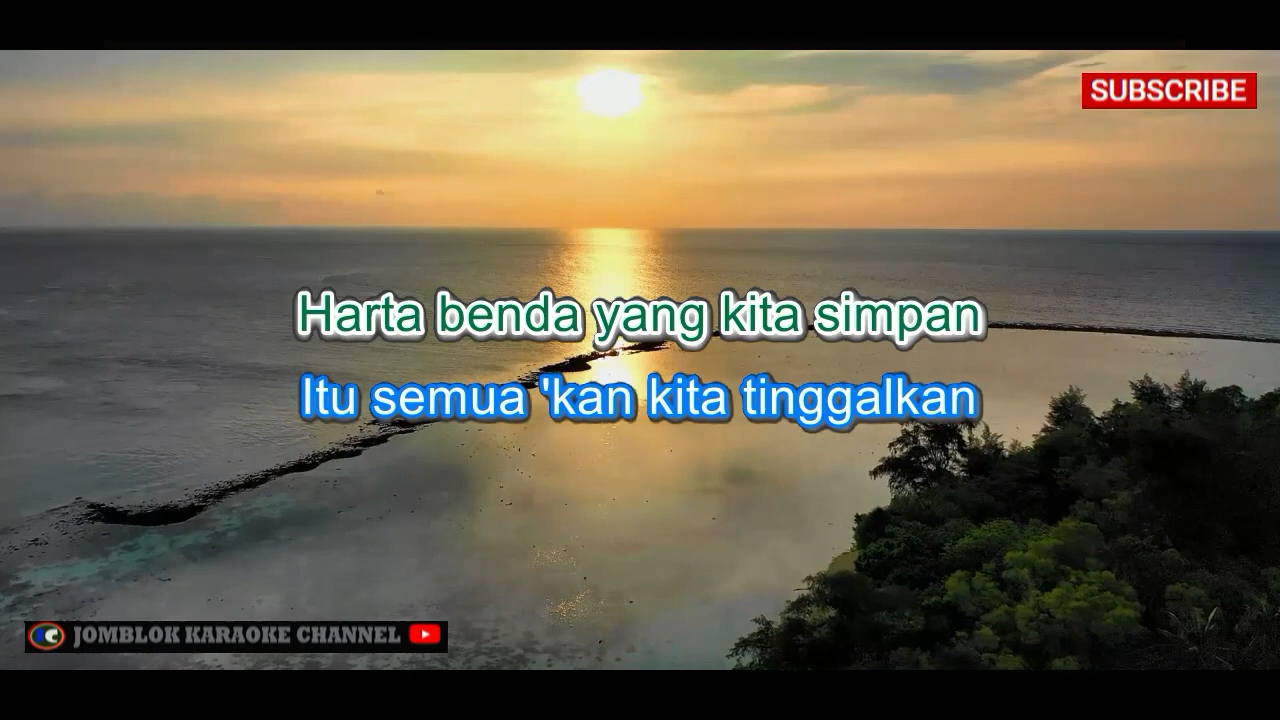 SUBSCRIBE
Harta benda yang kita simpan
Itu semua 'kan kita tinggalkan
JOMBLOK KARAOKE CHANNEL